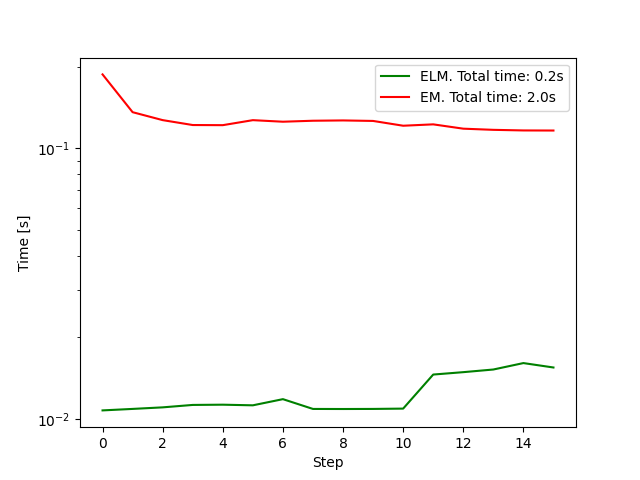 ELM. Total time: 0.2s
EM. Total time: 2.0s
10⁻¹
10⁻²
Time [s]
0 2 4 6 8 10 12 14
Step